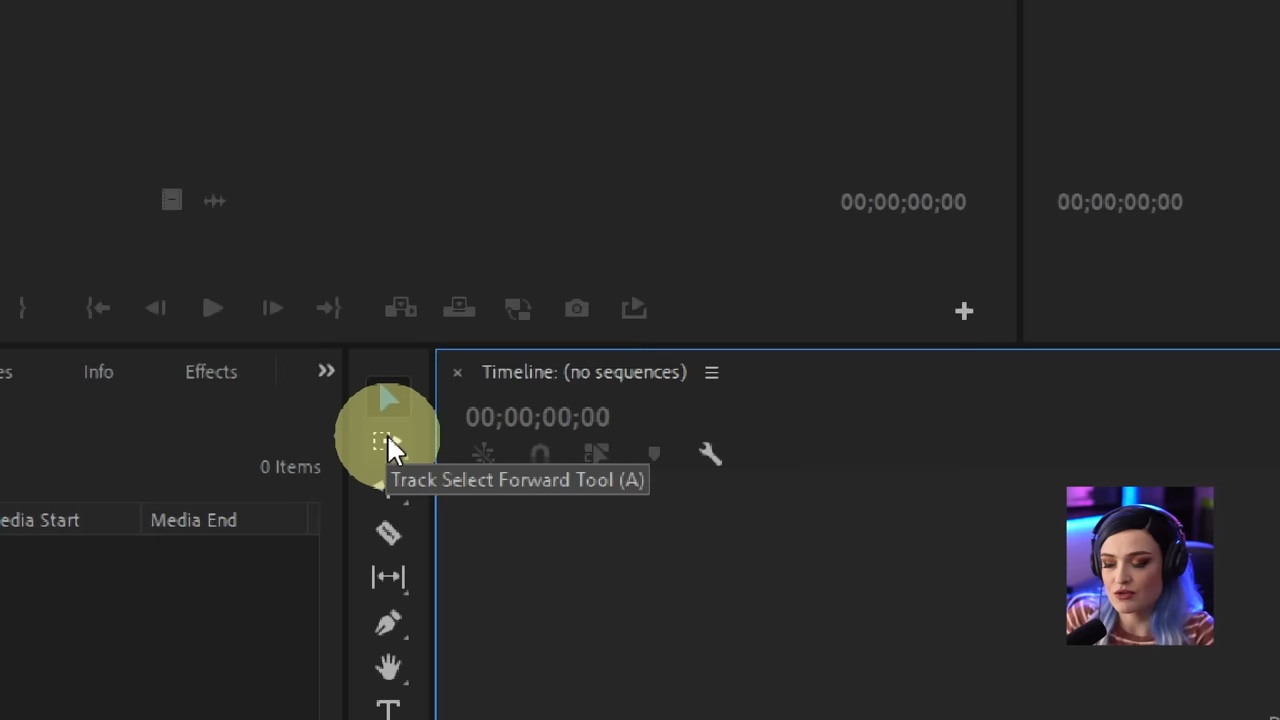 00;00;00;00
00;00;00;00
es
Info
Effects
Timeline: (no sequences)
00;00;00;00
0 Items
Track Select Forward Tool (A)
edia Start
Media End